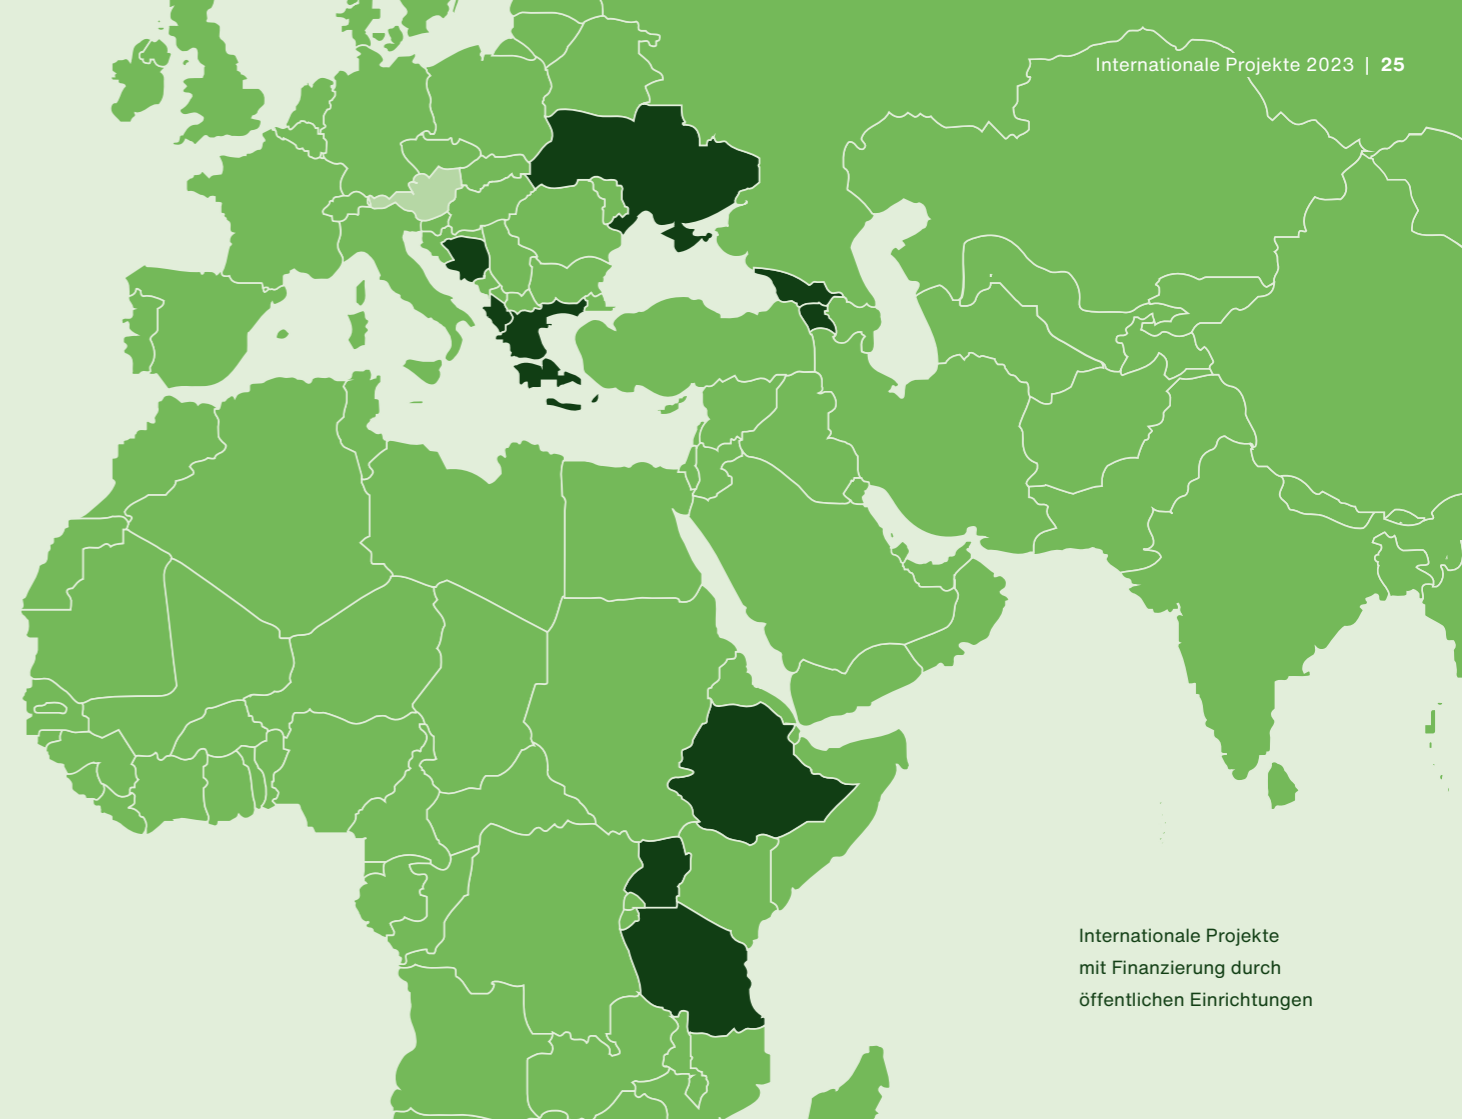 Internationale Projekte 2023 | 25
Internationale Projekte
mit Finanzierung durch
öffentlichen Einrichtungen